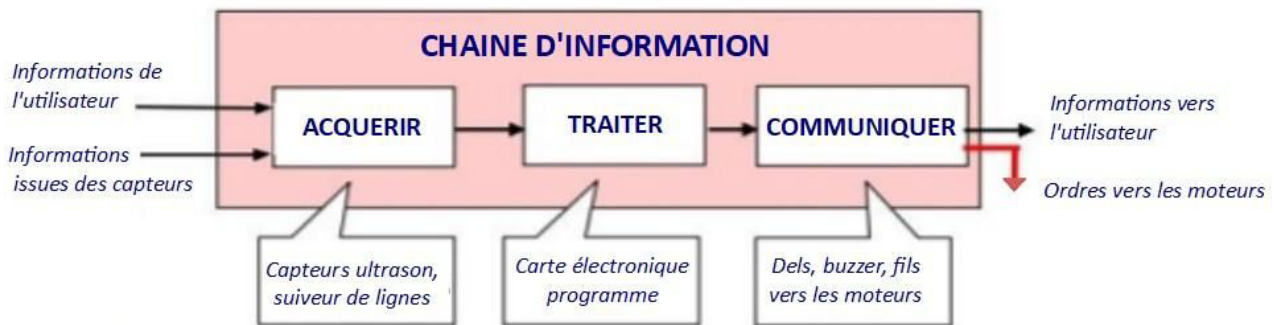 CHAINE D'INFORMATION
Informations de
l'utilisateur
Informations
issues des capteurs
ACQUERIR
TRAITER
COMMUNIQUER
Informations vers
l'utilisateur
Ordres vers les moteurs
Capteurs ultrason,
suiveur de lignes
Carte électronique
programme
Dels, buzzer, fils
vers les moteurs